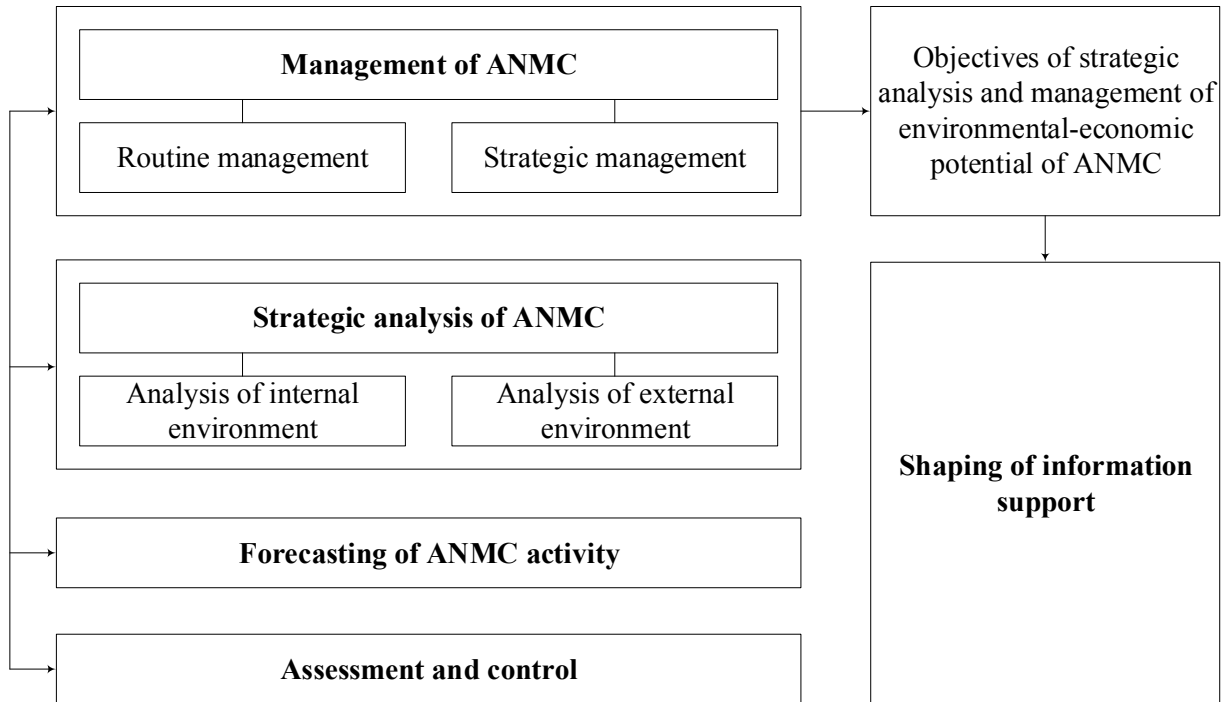 Management of ANMC
Routine management
Strategic management
Objectives of strategic
analysis and management of
environmental-economic
potential of ANMC
Strategic analysis of ANMC
Analysis of internal
environment
Analysis of external
environment
Forecasting of ANMC activity
Assessment and control
Shaping of information
support